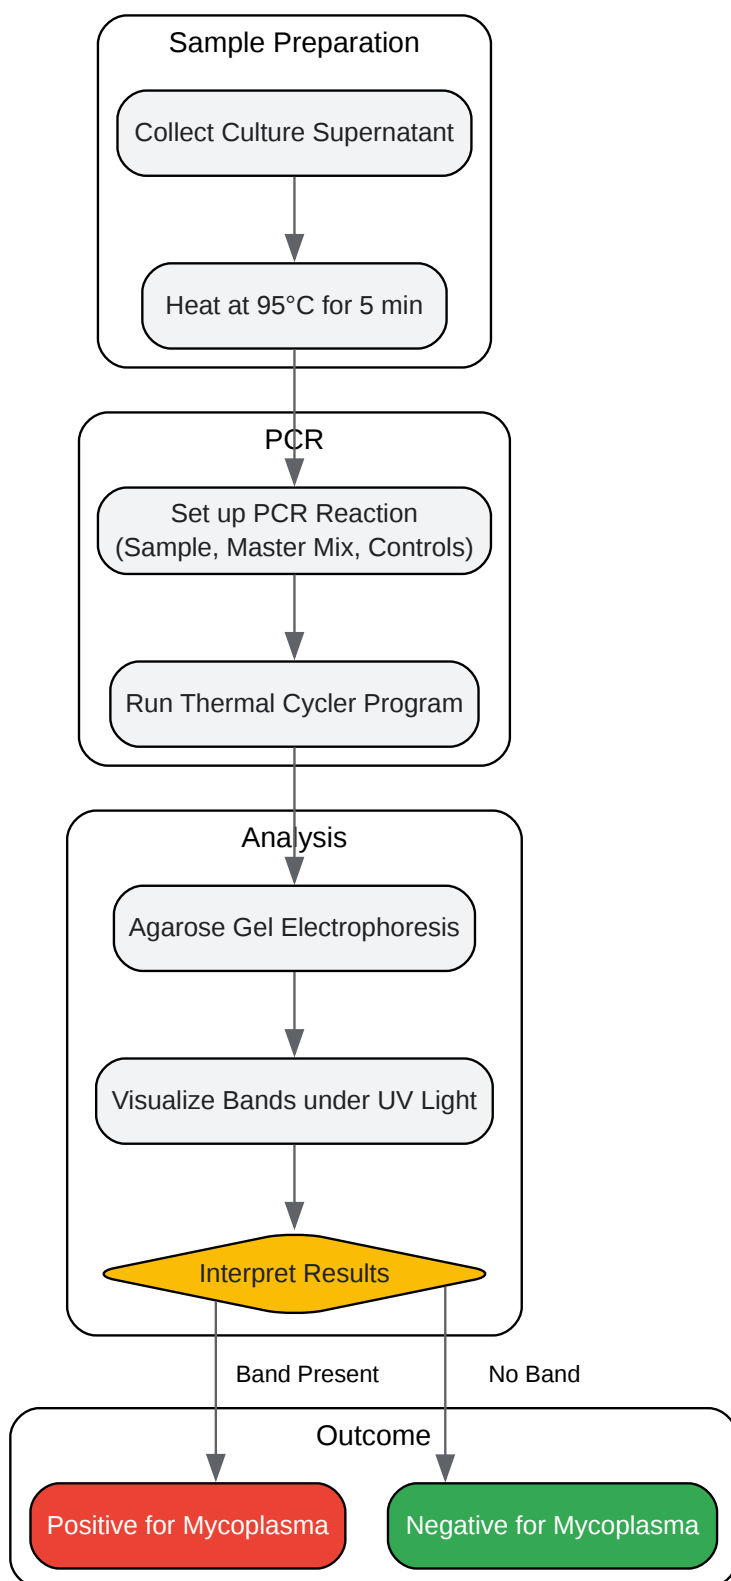 Sample Preparation
Collect Culture Supernatant
Heat at 95°C for 5 min
PCR
Set up PCR Reaction
(Sample, Master Mix, Controls)
Run Thermal Cycler Program
Analysis
Agarose Gel Electrophoresis
Visualize Bands under UV Light
Interpret Results
Band Present
No Band
Outcome
Positive for Mycoplasma
Negative for Mycoplasma